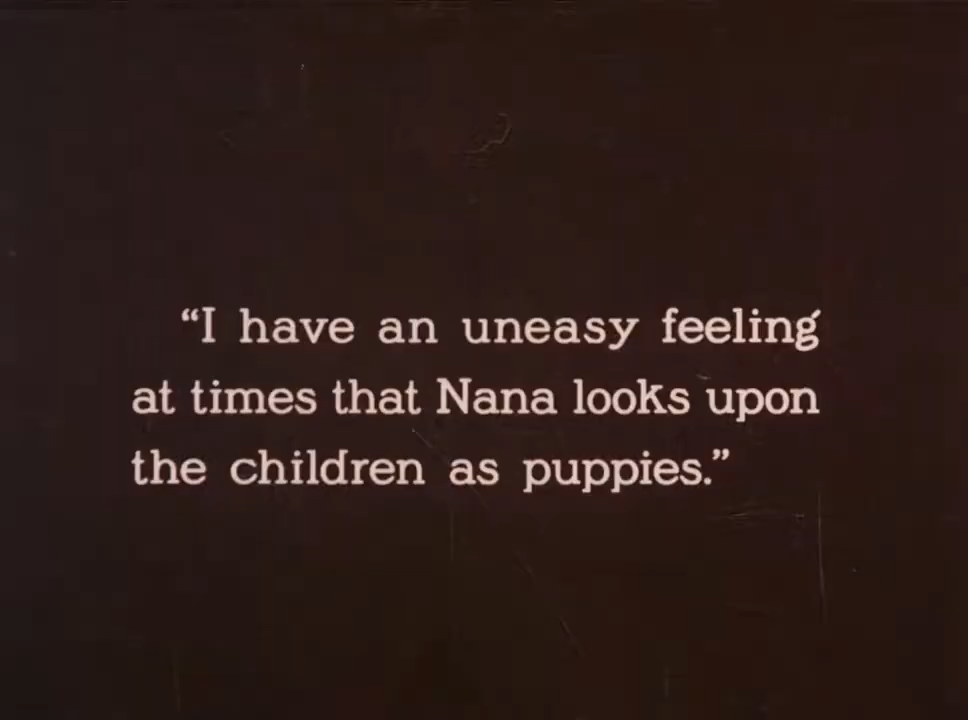 “I have an uneasy feeling
at times that Nana looks upon
the children as puppies.”